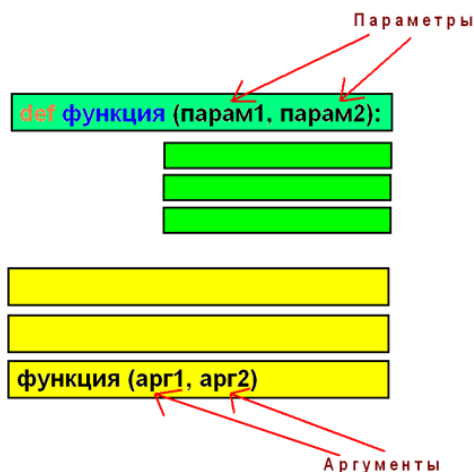 Параметры
def функция (парам1, парам2):
функция (арг1, арг2)
Аргументы